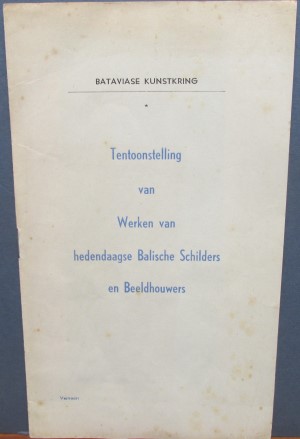 BATAVIASE KUNSTKRING
Tentoonstelling
van
Werken van
hedendaagse Balische Schilders
en Beeldhouwers